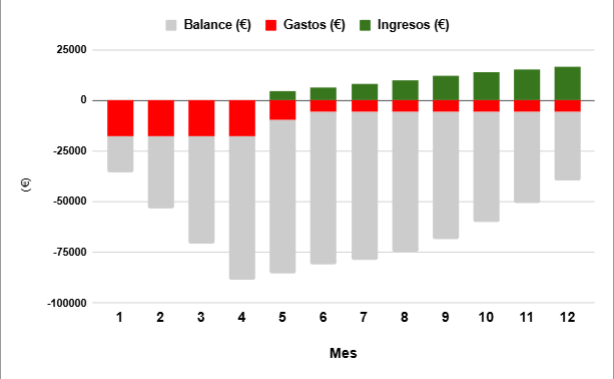 Balance (€) Gastos (€) Ingresos (€)
25000
0
-25000
-50000
-75000
-100000
(€)
1 2 3 4 5 6 7 8 9 10 11 12
Mes